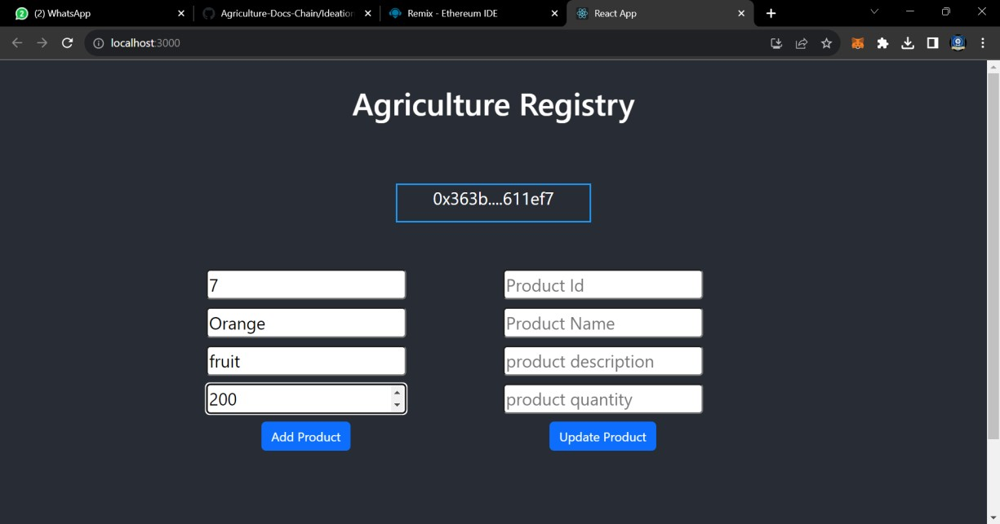 (2) WhatsApp
Agriculture-Docs-Chain/Ideation
Remix - Ethereum IDE
React App
localhost:3000
Agriculture Registry
0x363b....611ef7
7
Product Id
Orange
Product Name
fruit
product description
200
product quantity
Add Product
Update Product